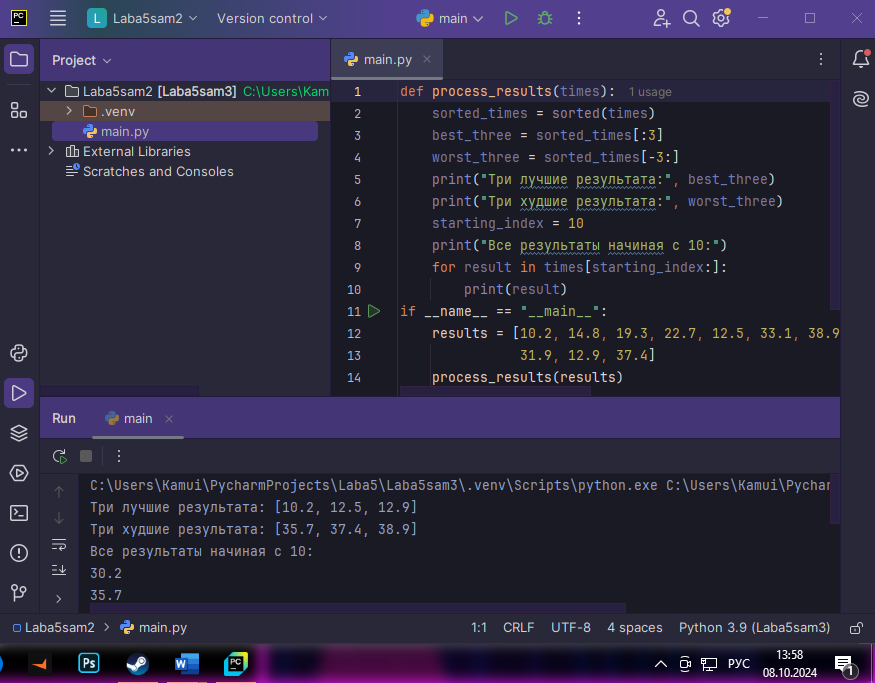 PC
L Laba5sam2 Version control main
Project
main.py
Laba5sam2 [Laba5sam3] C:\Users\Kam
.venv
main.py
External Libraries
Scratches and Consoles
1 def process_results(times): 1 usage
2 sorted_times = sorted(times)
3 best_three = sorted_times[:3]
4 worst_three = sorted_times[-3:]
5 print("Три лучшие результата:", best_three)
6 print("Три худшие результата:", worst_three)
7 starting_index = 10
8 print("Все результаты начиная с 10:")
9 for result in times[starting_index:]:
10 print(result)
11 if __name__ == "__main__":
12 results = [10.2, 14.8, 19.3, 22.7, 12.5, 33.1, 38.9
13 31.9, 12.9, 37.4]
14 process_results(results)
Run main
C:\Users\Kamui\PycharmProjects\Laba5\Laba5sam3\.venv\Scripts\python.exe C:\Users\Kamui\Pychar
Три лучшие результата: [10.2, 12.5, 12.9]
Три худшие результата: [35.7, 37.4, 38.9]
Все результаты начиная с 10:
30.2
35.7
Laba5sam2 > main.py 1:1 CRLF UTF-8 4 spaces Python 3.9 (Laba5sam3)
Ps W PC РУС 13:58
08.10.2024 1